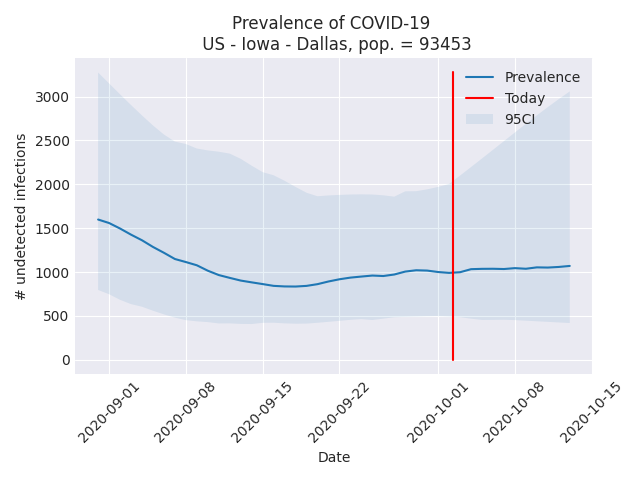 Prevalence of COVID-19
US - Iowa - Dallas, pop. = 93453
Prevalence
Today
95CI
# undetected infections
3000
2500
2000
1500
1000
500
0
2020-09-01
2020-09-08
2020-09-15
2020-09-22
2020-10-01
2020-10-08
2020-10-15
Date